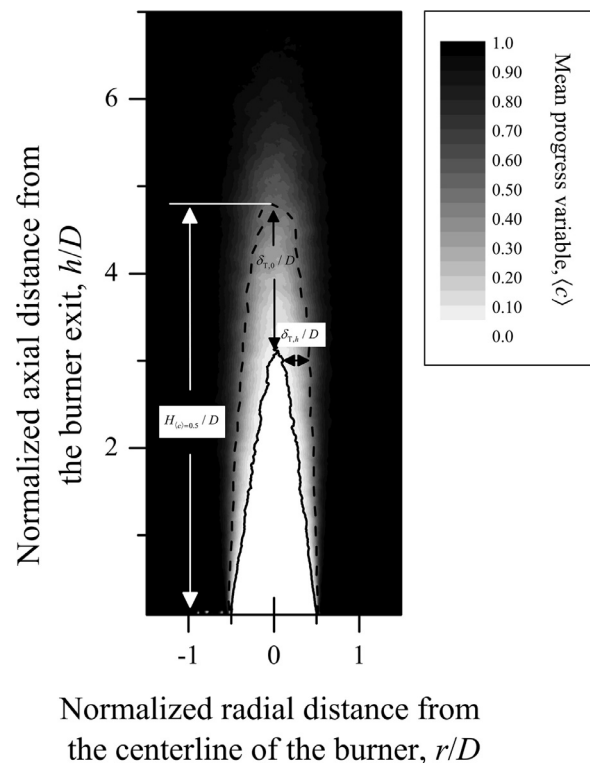 Normalized axial distance from
the burner exit, h/D
6
4
2
δT,0 / D
δT,h / D
H⟨c⟩=0.5 / D
-1 0 1
Normalized radial distance from
the centerline of the burner, r/D
1.0
0.90
0.80
0.70
0.60
0.50
0.40
0.30
0.20
0.10
0.0
Mean progress variable, ⟨c⟩